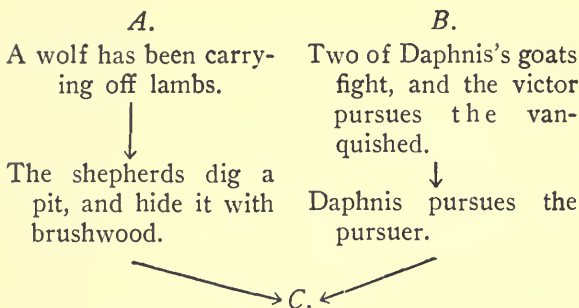 A.
A wolf has been carry-
ing off lambs.
The shepherds dig a
pit, and hide it with
brushwood.
B.
Two of Daphnis's goats
fight, and the victor
pursues the van-
quished.
Daphnis pursues the
pursuer.
C.